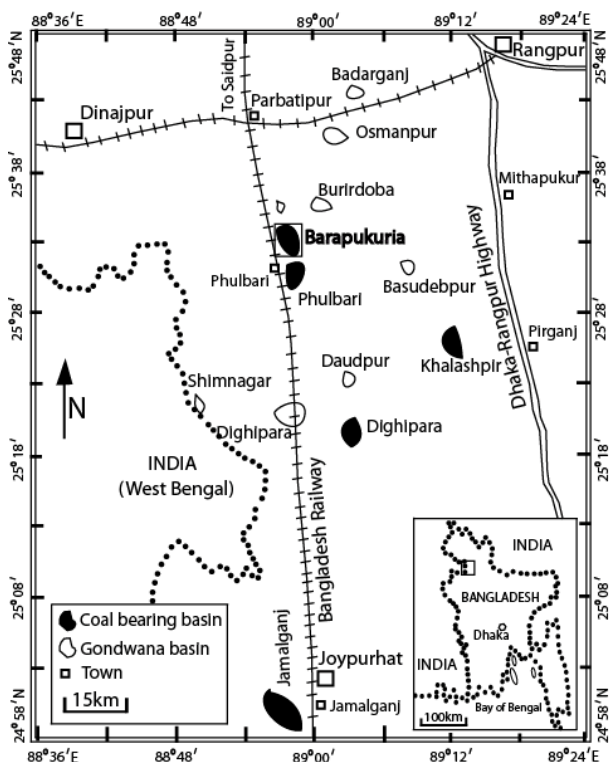 88°36′E
88°48′
89°00′
89°12′
89°24′
25°48′N
25°38′
25°28′
25°18′
25°08′
24°58′N
25°48′N
25°38′N
25°28′N
25°18′N
25°08′N
24°58′N
To Saidpur
Rangpur
Badarganj
Dinajpur
Parbatipur
Osmanpur
Mithapukur
Burirdoba
Barapukuria
Phulbari
Phulbari
Basudebpur
Dhaka-Rangpur Highway
Pirganj
Khalashpir
Daudpur
Shimnagar
N
Dighipara
Dighipara
INDIA
(West Bengal)
Bangladesh Railway
Coal bearing basin
Gondwana basin
Town
15km
Jamalganj
Joypurhat
Jamalganj
INDIA
BANGLADESH
Dhaka
INDIA
Bay of Bengal
100km
88°36′E
88°48′
89°00′
89°12′
89°24′E